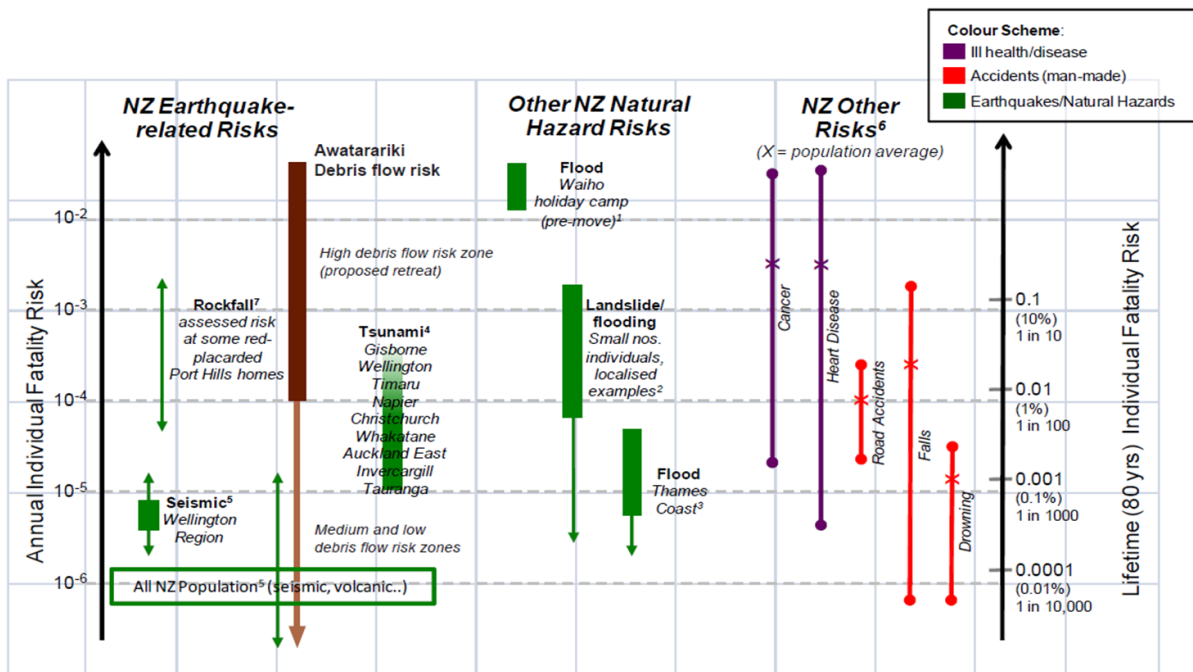 Colour Scheme:
Ill health/disease
Accidents (man-made)
Earthquakes/Natural Hazards
NZ Earthquake-
related Risks
Other NZ Natural
Hazard Risks
NZ Other
Risks⁶
(X = population average)
Annual Individual Fatality Risk
10⁻²
10⁻³
10⁻⁴
10⁻⁵
10⁻⁶
Awatarariki
Debris flow risk
High debris flow risk zone
(proposed retreat)
Rockfall⁷
assessed risk
at some red-
placarded
Port Hills homes
Tsunami⁴
Gisborne
Wellington
Timaru
Napier
Christchurch
Whakatane
Auckland East
Invercargill
Tauranga
Seismic⁵
Wellington
Region
Medium and low
debris flow risk zones
All NZ Population⁵ (seismic, volcanic..)
Flood
Waiho
holiday camp
(pre-move)¹
Landslide/
flooding
Small nos.
individuals,
localised
examples²
Flood
Thames
Coast³
Cancer
Heart Disease
Road Accidents
Falls
Drowning
0.1
(10%)
1 in 10
0.01
(1%)
1 in 100
0.001
(0.1%)
1 in 1000
0.0001
(0.01%)
1 in 10,000
Lifetime (80 yrs) Individual Fatality Risk